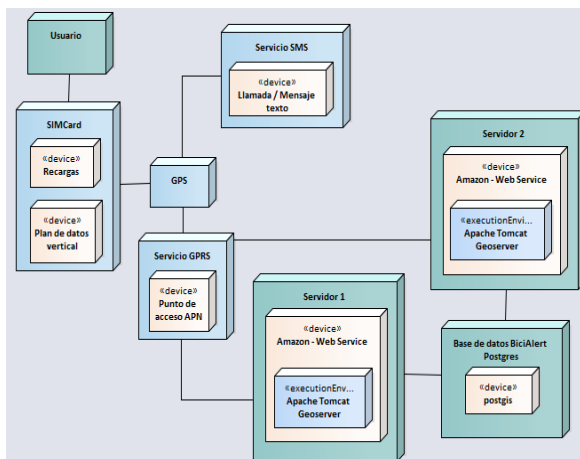 Usuario
Servicio SMS
«device»
Llamada / Mensaje
texto
SIMCard
«device»
Recargas
«device»
Plan de datos
vertical
GPS
Servidor 2
«device»
Amazon - Web Service
«executionEnvi...
Apache Tomcat
Geoserver
Servicio GPRS
«device»
Punto de
acceso APN
Servidor 1
«device»
Amazon - Web Service
«executionEnv...
Apache Tomcat
Geoserver
Base de datos BiciAlert
Postgres
«device»
postgis